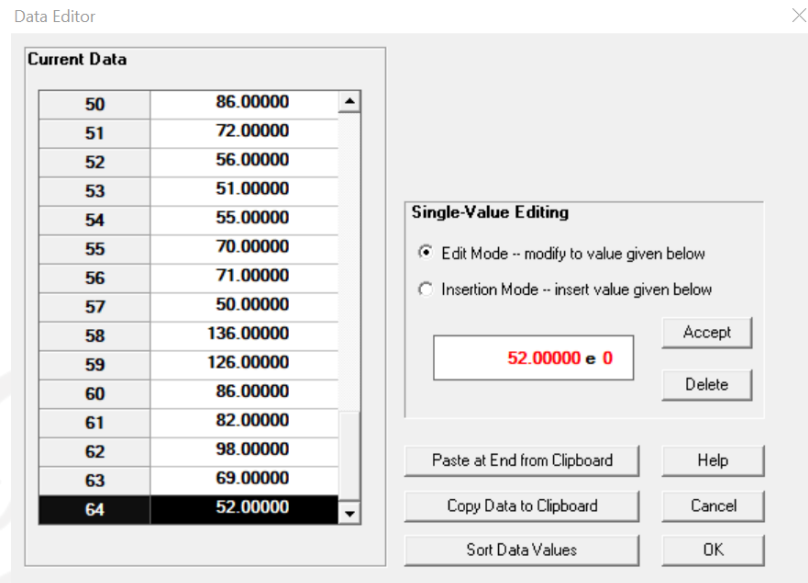 Data Editor
Current Data
50 86.00000
51 72.00000
52 56.00000
53 51.00000
54 55.00000
55 70.00000
56 71.00000
57 50.00000
58 136.00000
59 126.00000
60 86.00000
61 82.00000
62 98.00000
63 69.00000
64 52.00000
Single-Value Editing
Edit Mode -- modify to value given below
Insertion Mode -- insert value given below
52.00000 e 0
Accept
Delete
Paste at End from Clipboard
Help
Copy Data to Clipboard
Cancel
Sort Data Values
OK